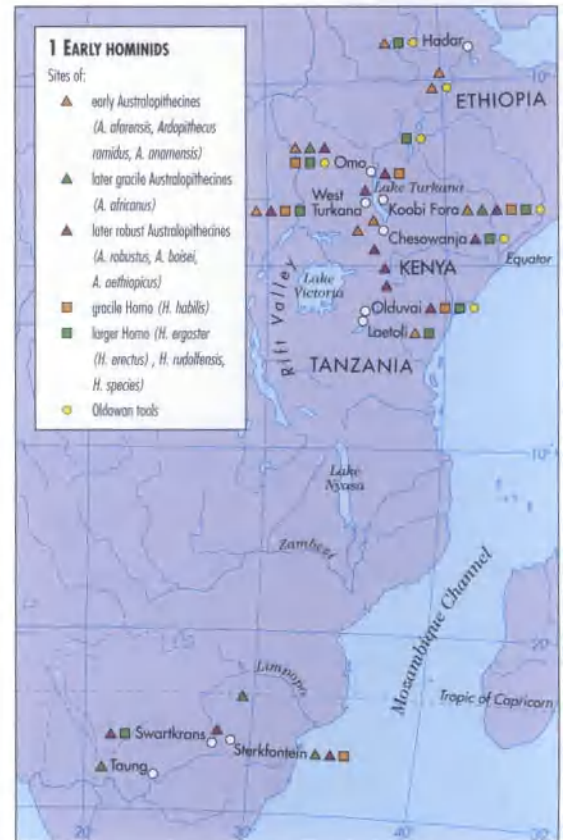 1 EARLY HOMINIDS
Sites of:
early Australopithecines
(A. afarensis, Ardopithecus
ramidus, A. anamensis)
later gracile Australopithecines
(A. africanus)
later robust Australopithecines
(A. robustus, A. boisei,
A. aethiopicus)
gracile Homo (H. habilis)
larger Homo (H. ergaster
(H. erectus) , H. rudolfensis,
H. species)
Oldowan tools
Hadar
10°
ETHIOPIA
Omo
Lake Turkana
West
Turkana
Koobi Fora
Chesowanja
Equator
KENYA
Lake
Victoria
Rift Valley
Olduvai
Laetoli
TANZANIA
10°
Lake
Nyasa
Zambezi
Mozambique Channel
20°
Limpopo
Tropic of Capricorn
Swartkrans
Sterkfontein
Taung
20°
30°
40°